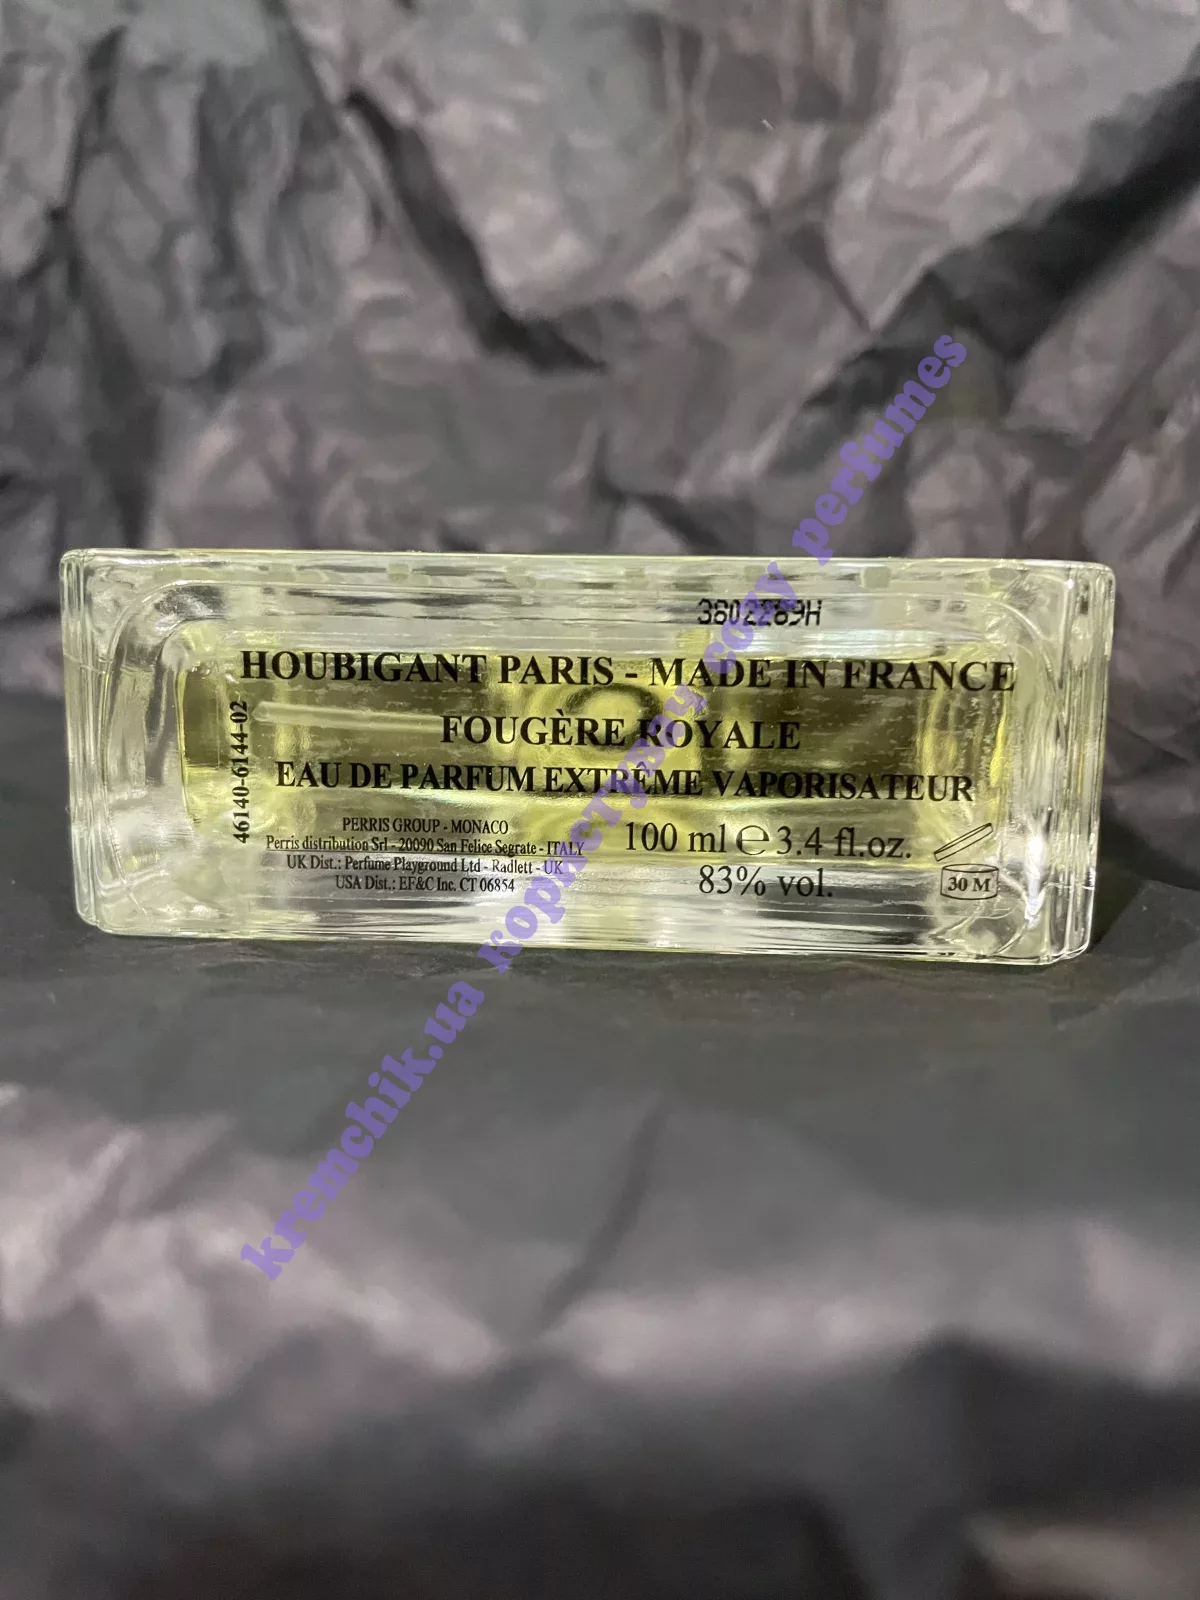 3802289H
HOUBIGANT PARIS - MADE IN FRANCE
FOUGÈRE ROYALE
EAU DE PARFUM EXTRÊME VAPORISATEUR
46140-6144-02
PERRIS GROUP - MONACO
Perris distribution Srl - 20090 San Felice Segrate - ITALY
UK Dist.: Perfume Playground Ltd - Radlett - UK
USA Dist.: EF&C Inc. CT 06854
100 ml e 3.4 fl.oz.
83% vol.
30 M
kremchik.ua cozy perfumes